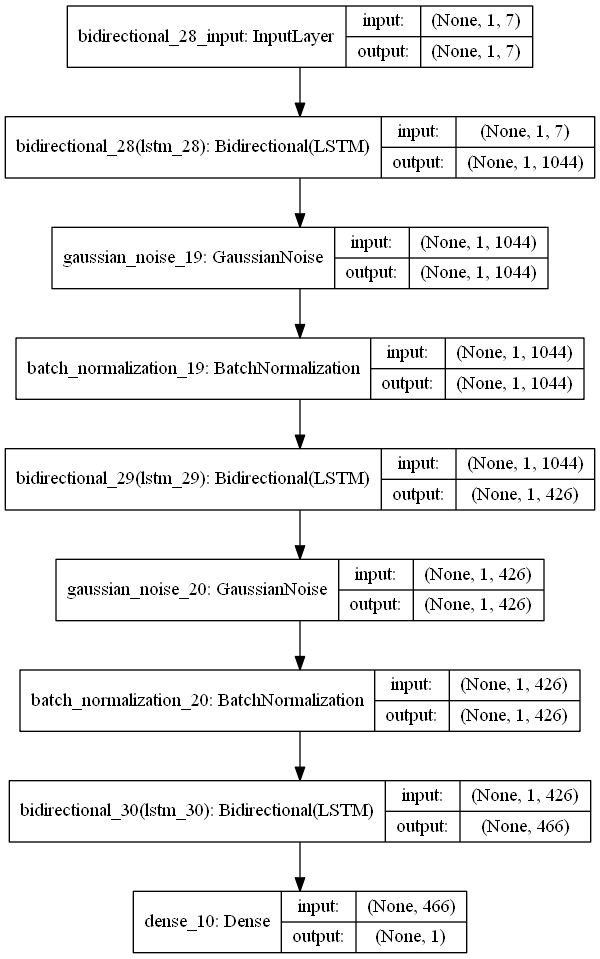 bidirectional_28_input: InputLayer
input: (None, 1, 7)
output: (None, 1, 7)
bidirectional_28(lstm_28): Bidirectional(LSTM)
input: (None, 1, 7)
output: (None, 1, 1044)
gaussian_noise_19: GaussianNoise
input: (None, 1, 1044)
output: (None, 1, 1044)
batch_normalization_19: BatchNormalization
input: (None, 1, 1044)
output: (None, 1, 1044)
bidirectional_29(lstm_29): Bidirectional(LSTM)
input: (None, 1, 1044)
output: (None, 1, 426)
gaussian_noise_20: GaussianNoise
input: (None, 1, 426)
output: (None, 1, 426)
batch_normalization_20: BatchNormalization
input: (None, 1, 426)
output: (None, 1, 426)
bidirectional_30(lstm_30): Bidirectional(LSTM)
input: (None, 1, 426)
output: (None, 466)
dense_10: Dense
input: (None, 466)
output: (None, 1)